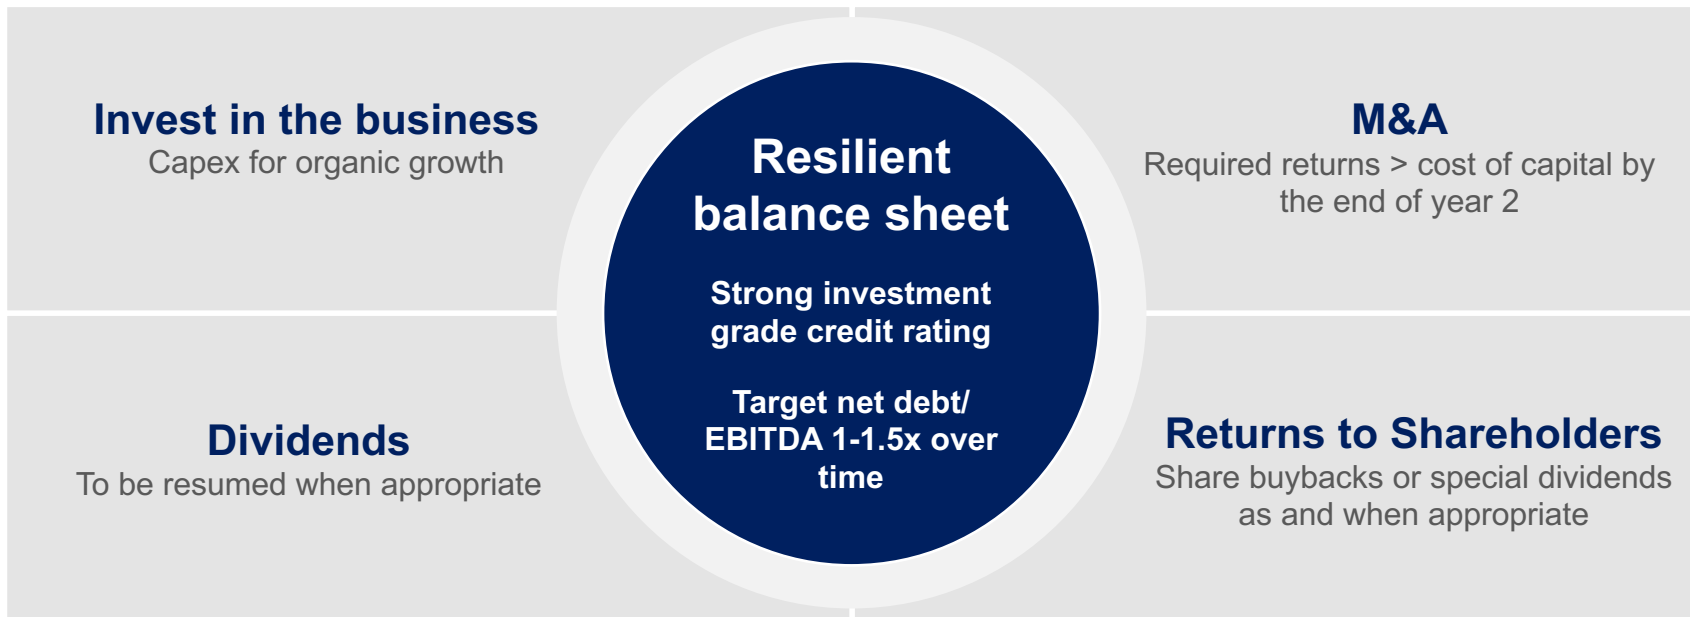 Invest in the business
Capex for organic growth
Resilient
balance sheet
Strong investment
grade credit rating
Target net debt/
EBITDA 1-1.5x over
time
M&A
Required returns > cost of capital by
the end of year 2
Dividends
To be resumed when appropriate
Returns to Shareholders
Share buybacks or special dividends
as and when appropriate